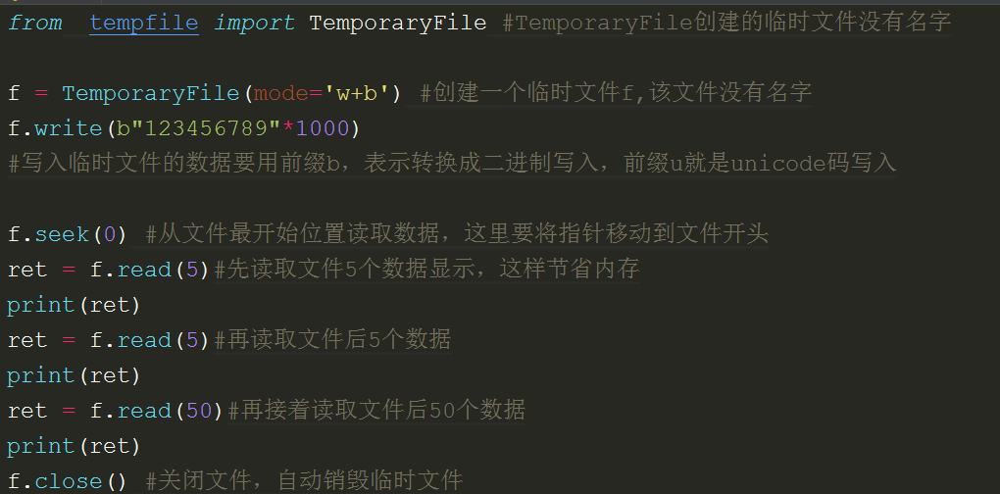 from  tempfile import TemporaryFile #TemporaryFile创建的临时文件没有名字
f = TemporaryFile(mode='w+b') #创建一个临时文件f,该文件没有名字
f.write(b"123456789"*1000)
#写入临时文件的数据要用前缀b，表示转换成二进制写入，前缀u就是unicode码写入
f.seek(0) #从文件最开始位置读取数据，这里要将指针移动到文件开头
ret = f.read(5)#先读取文件5个数据显示，这样节省内存
print(ret)
ret = f.read(5)#再读取文件后5个数据
print(ret)
ret = f.read(50)#再接着读取文件后50个数据
print(ret)
f.close() #关闭文件，自动销毁临时文件